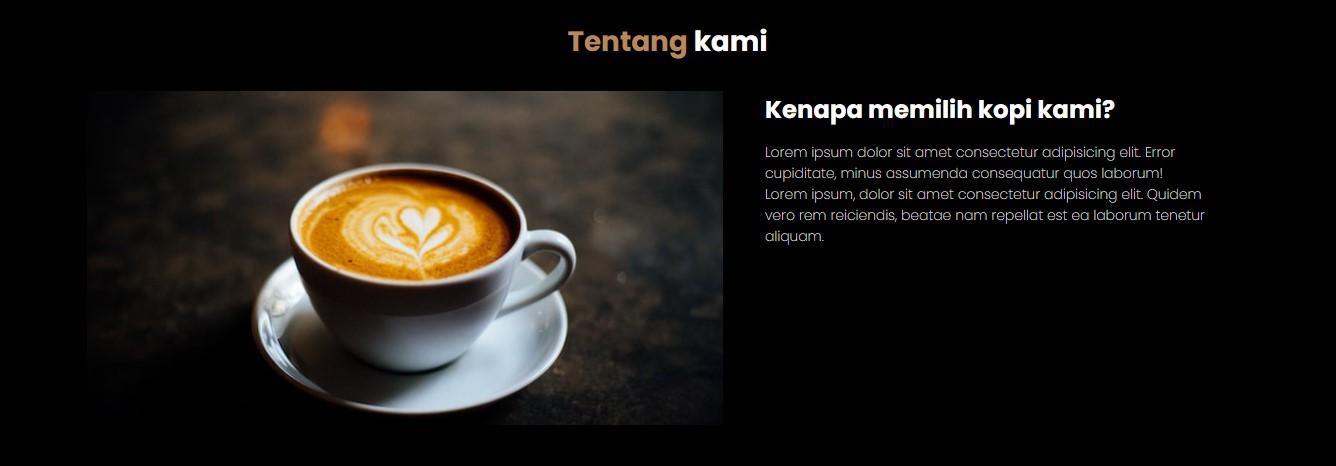 Tentang kami
Kenapa memilih kopi kami?
Lorem ipsum dolor sit amet consectetur adipisicing elit. Error
cupiditate, minus assumenda consequatur quos laborum!
Lorem ipsum, dolor sit amet consectetur adipisicing elit. Quidem
vero rem reiciendis, beatae nam repellat est ea laborum tenetur
aliquam.